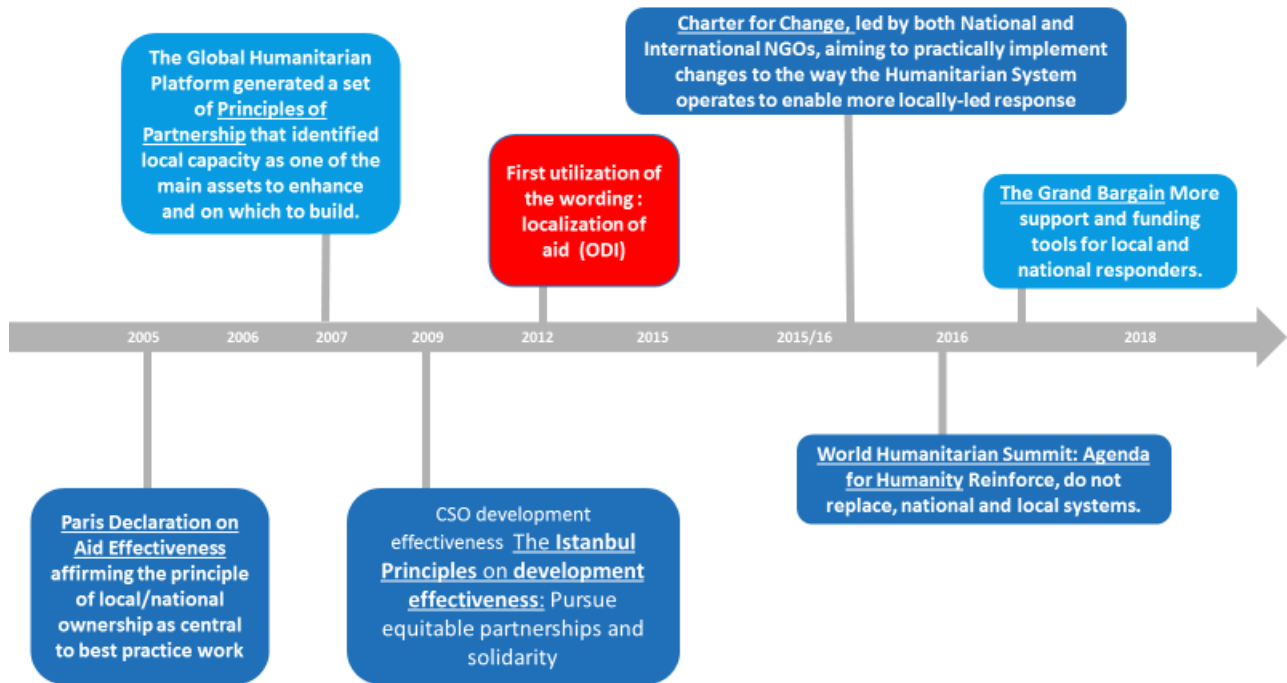 The Global Humanitarian
Platform generated a set
of Principles of
Partnership that identified
local capacity as one of the
main assets to enhance
and on which to build.
First utilization of
the wording :
localization of
aid (ODI)
Charter for Change, led by both National and
International NGOs, aiming to practically implement
changes to the way the Humanitarian System
operates to enable more locally-led response
The Grand Bargain More
support and funding
tools for local and
national responders.
2005
2006
2007
2009
2012
2015
2015/16
2016
2018
Paris Declaration on
Aid Effectiveness
affirming the principle
of local/national
ownership as central
to best practice work
CSO development
effectiveness The Istanbul
Principles on development
effectiveness: Pursue
equitable partnerships and
solidarity
World Humanitarian Summit: Agenda
for Humanity Reinforce, do not
replace, national and local systems.